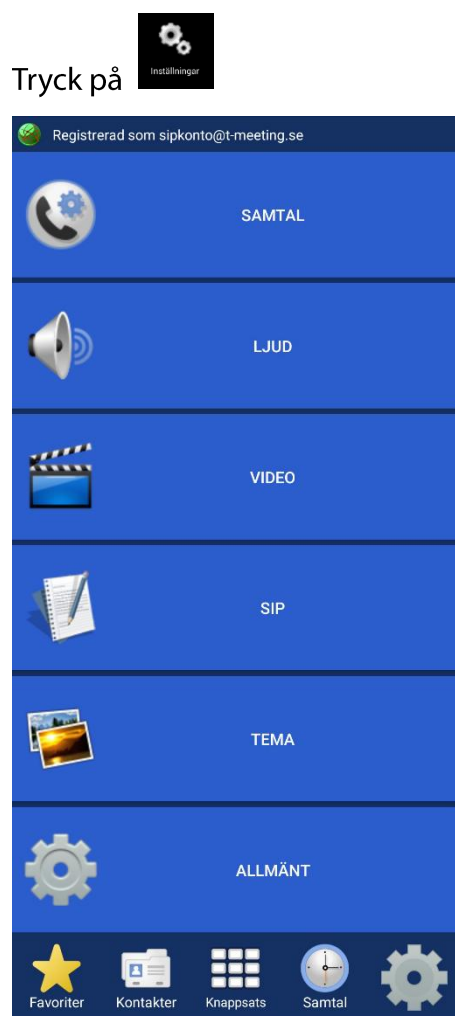 Tryck på
Inställningar
Registrerad som sipkonto@t-meeting.se
SAMTAL
LJUD
VIDEO
SIP
TEMA
ALLMÄNT
Favoriter Kontakter Knappsats Samtal